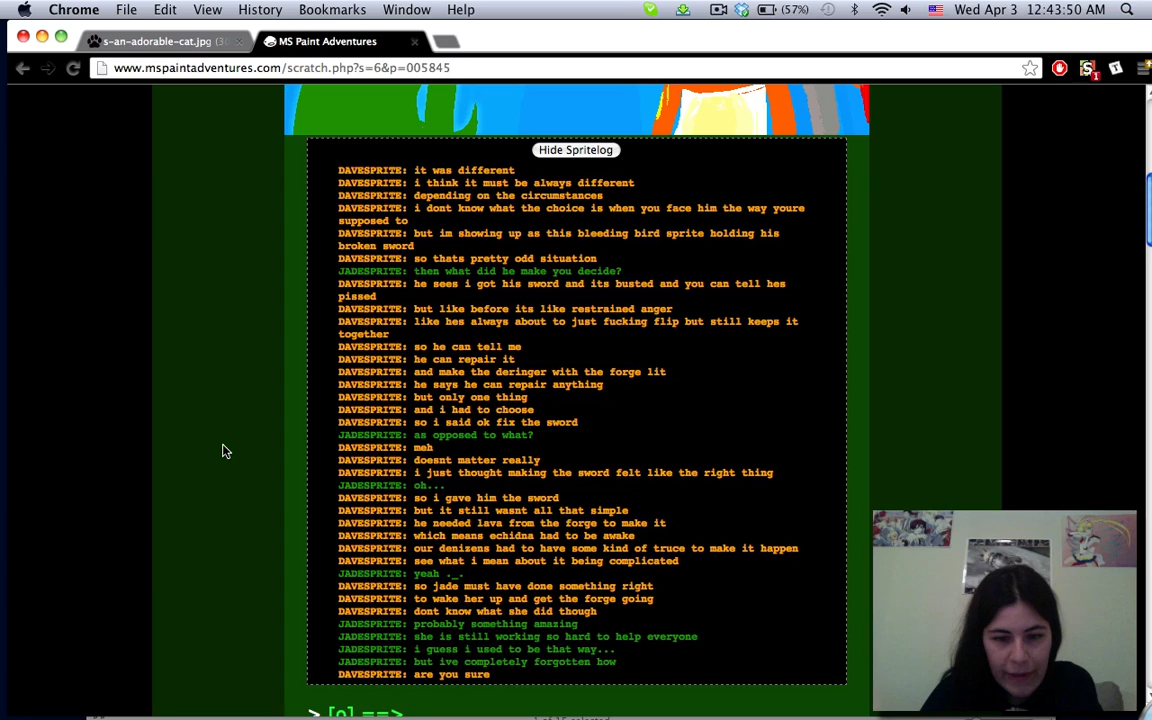 Chrome File Edit View History Bookmarks Window Help (57%) Wed Apr 3 12:43:50 AM
s-an-adorable-cat.jpg MS Paint Adventures
www.mspaintadventures.com/scratch.php?s=6&p=005845
Hide Spritelog
DAVESPRITE: it was different
DAVESPRITE: i think it must be always different
DAVESPRITE: depending on the circumstances
DAVESPRITE: i dont know what the choice is when you face him the way youre
supposed to
DAVESPRITE: but im showing up as this bleeding bird sprite holding his
broken sword
DAVESPRITE: so thats pretty odd situation
JADESPRITE: then what did he make you decide?
DAVESPRITE: he sees i got his sword and its busted and you can tell hes
pissed
DAVESPRITE: but like before its like restrained anger
DAVESPRITE: like hes always about to just fucking flip but still keeps it
together
DAVESPRITE: so he can tell me
DAVESPRITE: he can repair it
DAVESPRITE: and make the deringer with the forge lit
DAVESPRITE: he says he can repair anything
DAVESPRITE: but only one thing
DAVESPRITE: and i had to choose
DAVESPRITE: so i said ok fix the sword
JADESPRITE: as opposed to what?
DAVESPRITE: meh
DAVESPRITE: doesnt matter really
DAVESPRITE: i just thought making the sword felt like the right thing
JADESPRITE: oh...
DAVESPRITE: so i gave him the sword
DAVESPRITE: but it still wasnt all that simple
DAVESPRITE: he needed lava from the forge to make it
DAVESPRITE: which means echidna had to be awake
DAVESPRITE: our denizens had to have some kind of truce to make it happen
DAVESPRITE: see what i mean about it being complicated
JADESPRITE: yeah ._.
DAVESPRITE: so jade must have done something right
DAVESPRITE: to wake her up and get the forge going
DAVESPRITE: dont know what she did though
JADESPRITE: probably something amazing
JADESPRITE: she is still working so hard to help everyone
JADESPRITE: i guess i used to be that way...
JADESPRITE: but ive completely forgotten how
DAVESPRITE: are you sure
> [o] ==>